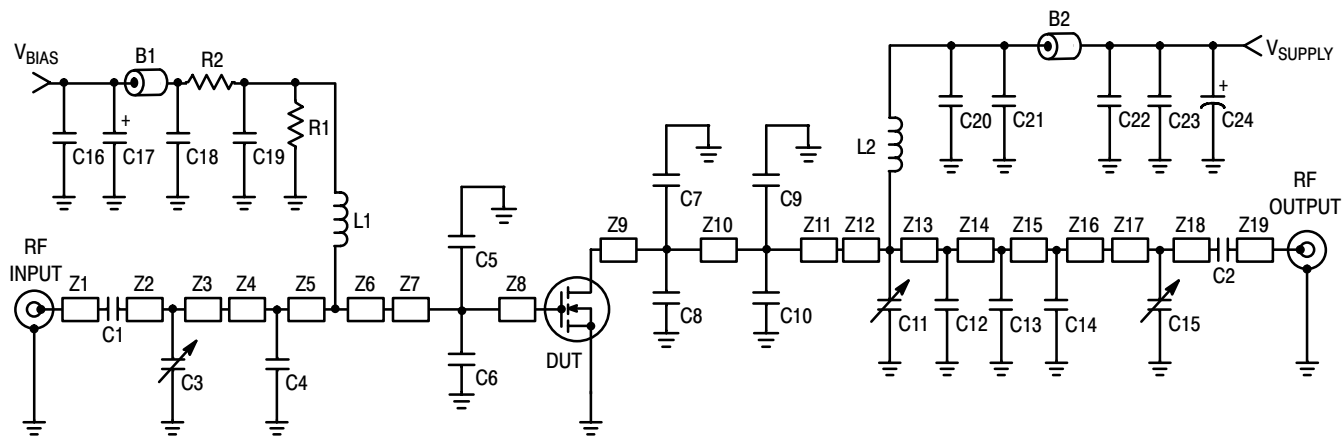 B2
V_BIAS
B1
R2
V_SUPPLY
+
R1
+
C16
C17
C18
C19
C20
C21
C22
C23
C24
L2
C7
C9
RF
OUTPUT
L1
RF
INPUT
C5
Z9
Z10
Z11
Z12
Z13
Z14
Z15
Z16
Z17
Z18
Z19
C2
Z1
Z2
Z3
Z4
Z5
Z6
Z7
Z8
C1
C8
C10
C11
C12
C13
C14
C15
C3
C4
C6
DUT